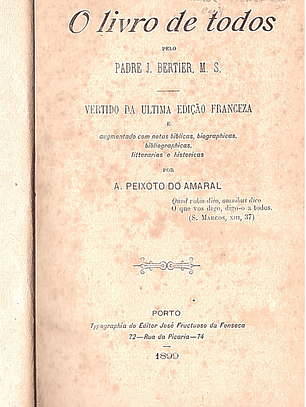 O livro de todos
PELO
PADRE J. BERTIER, M. S.
VERTIDO DA ULTIMA EDIÇÃO FRANCEZA
E
augmentado com notas biblicas, biographicas,
bibliographicas,
litterarias e historicas
POR
A. PEIXOTO DO AMARAL
Quod vobis dico, omnibus dico
O que vos digo, digo-o a todos.
(S. MARCOS, XIII, 37)
PORTO
Typographia do Editor José Fructuoso da Fonseca
72—Rua da Picaria—74
1899